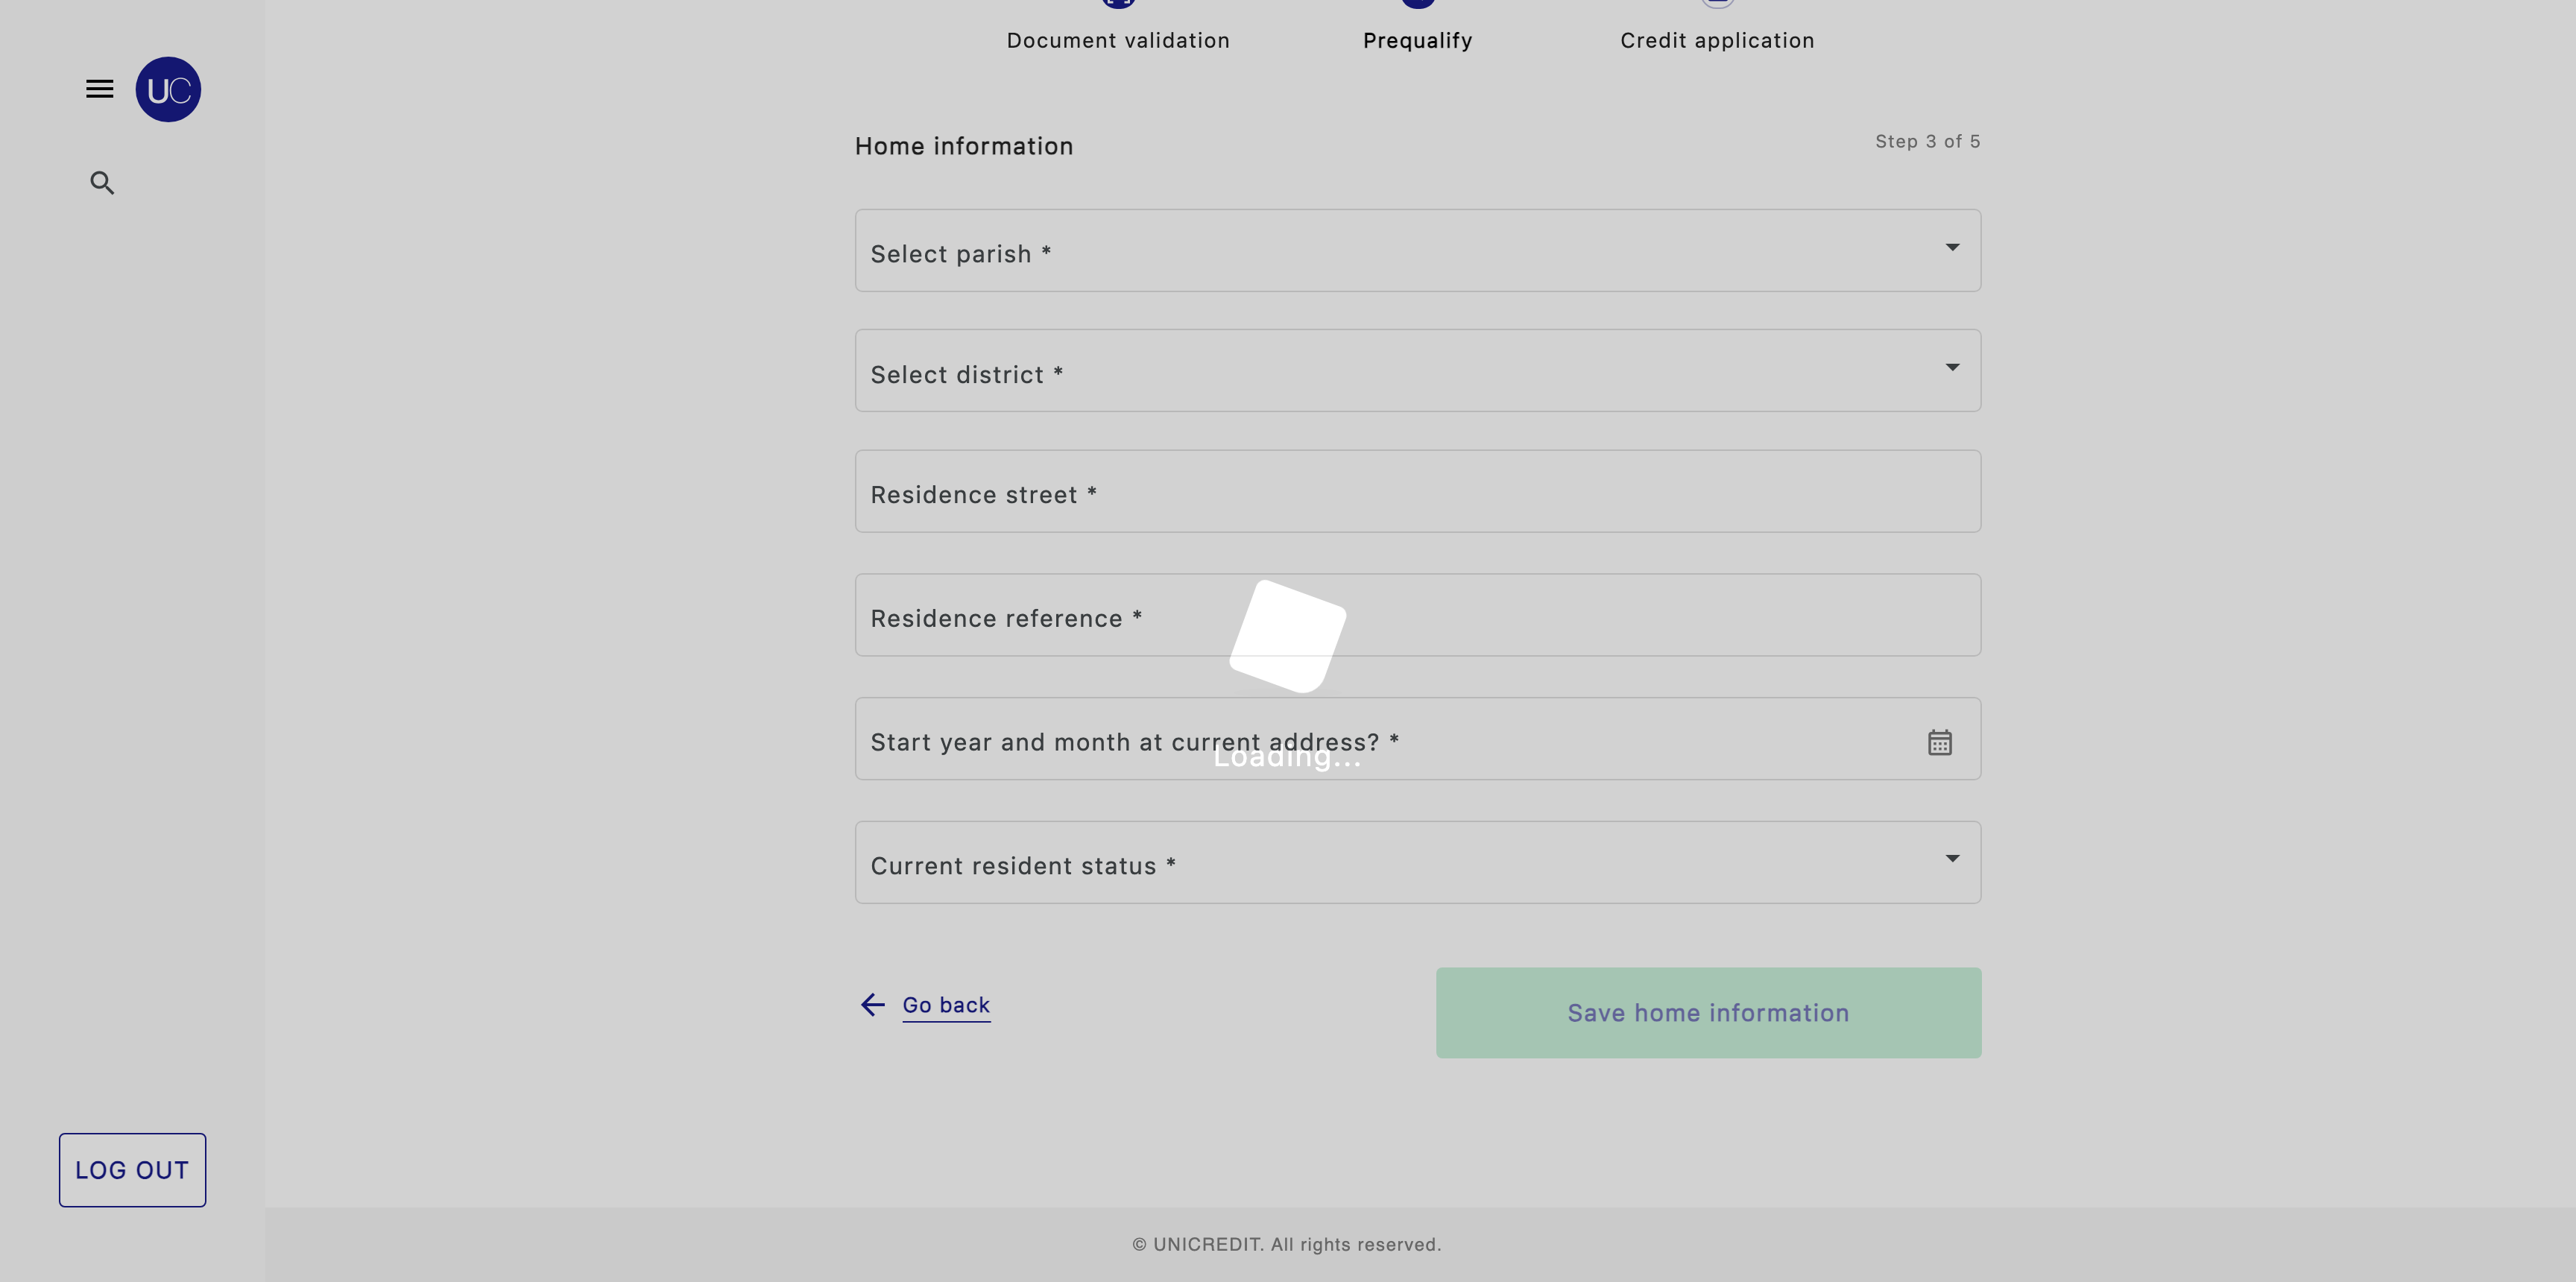 Document validation
Prequalify
Credit application
UC
Home information
Step 3 of 5
Select parish *
Select district *
Residence street *
Residence reference *
Start year and month at current address? *
Loading...
Current resident status *
Go back
Save home information
LOG OUT
© UNICREDIT. All rights reserved.